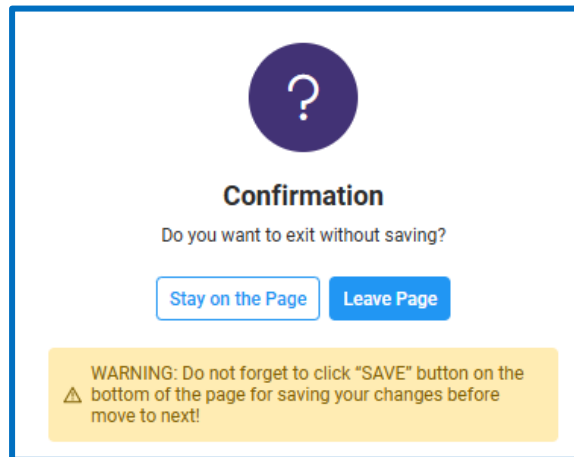 ?
Confirmation
Do you want to exit without saving?
Stay on the Page
Leave Page
WARNING: Do not forget to click “SAVE” button on the
bottom of the page for saving your changes before
move to next!